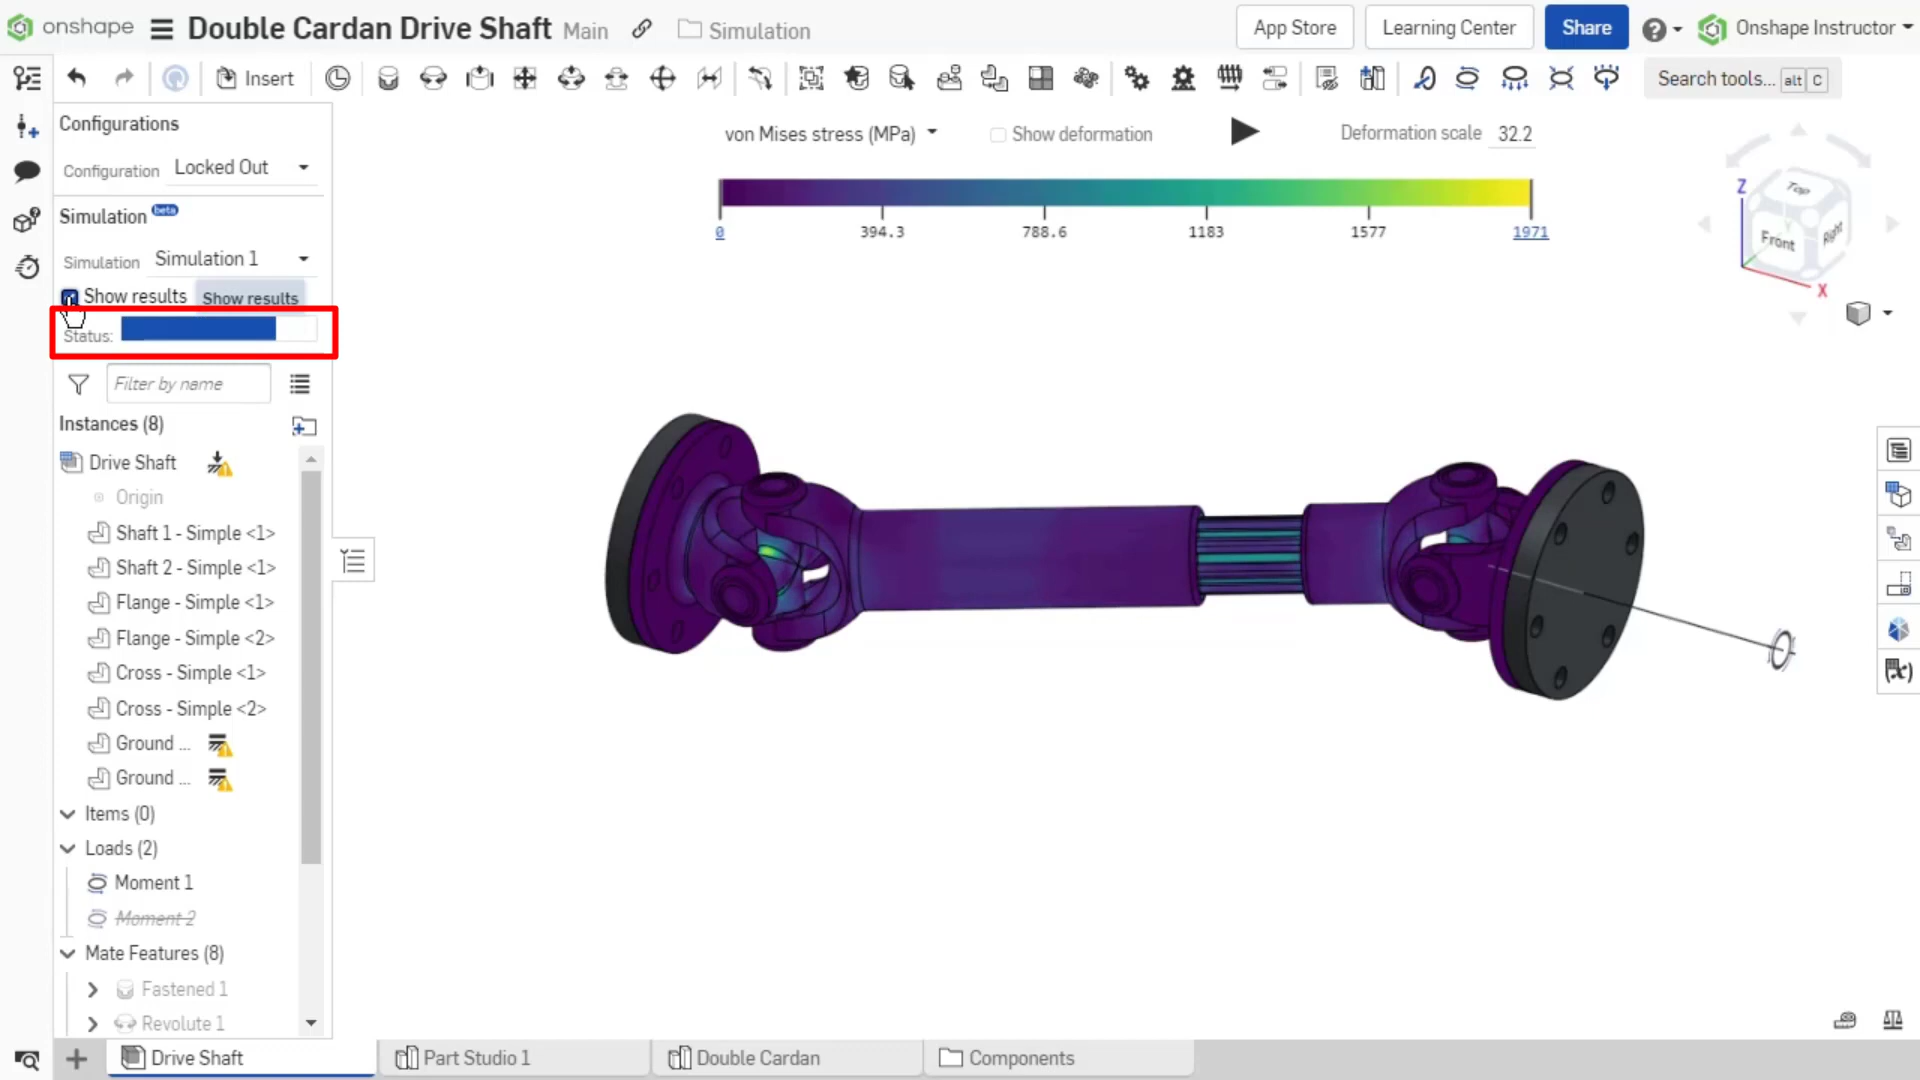 onshape Double Cardan Drive Shaft Main Simulation App Store Learning Center Share Onshape Instructor
Insert Search tools... alt C
Configurations
Configuration Locked Out
Simulation beta
Simulation Simulation 1
Show results Show results
Status:
Filter by name
Instances (8)
Drive Shaft
Origin
Shaft 1 - Simple <1>
Shaft 2 - Simple <1>
Flange - Simple <1>
Flange - Simple <2>
Cross - Simple <1>
Cross - Simple <2>
Ground ...
Ground ...
Items (0)
Loads (2)
Moment 1
Moment 2
Mate Features (8)
Fastened 1
Revolute 1
von Mises stress (MPa) Show deformation Deformation scale 32.2
0 394.3 788.6 1183 1577 1971
Z
Top
Front Right
X
Drive Shaft Part Studio 1 Double Cardan Components